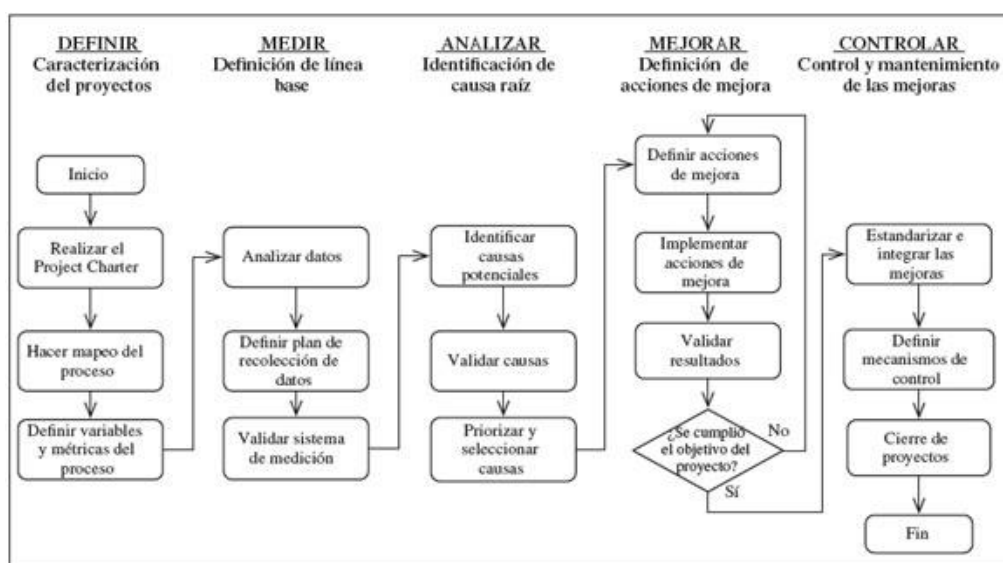 DEFINIR
Caracterización
del proyectos
Inicio
Realizar el
Project Charter
Hacer mapeo del
proceso
Definir variables
y métricas del
proceso
MEDIR
Definición de línea
base
Analizar datos
Definir plan de
recolección de
datos
Validar sistema
de medición
ANALIZAR
Identificación de
causa raíz
Identificar
causas
potenciales
Validar causas
Priorizar y
seleccionar
causas
MEJORAR
Definición de
acciones de mejora
Definir acciones
de mejora
Implementar
acciones de
mejora
Validar
resultados
¿Se cumplió
el objetivo del
proyecto?
No
Sí
CONTROLAR
Control y mantenimiento
de las mejoras
Estandarizar e
integrar las
mejoras
Definir
mecanismos de
control
Cierre de
proyectos
Fin